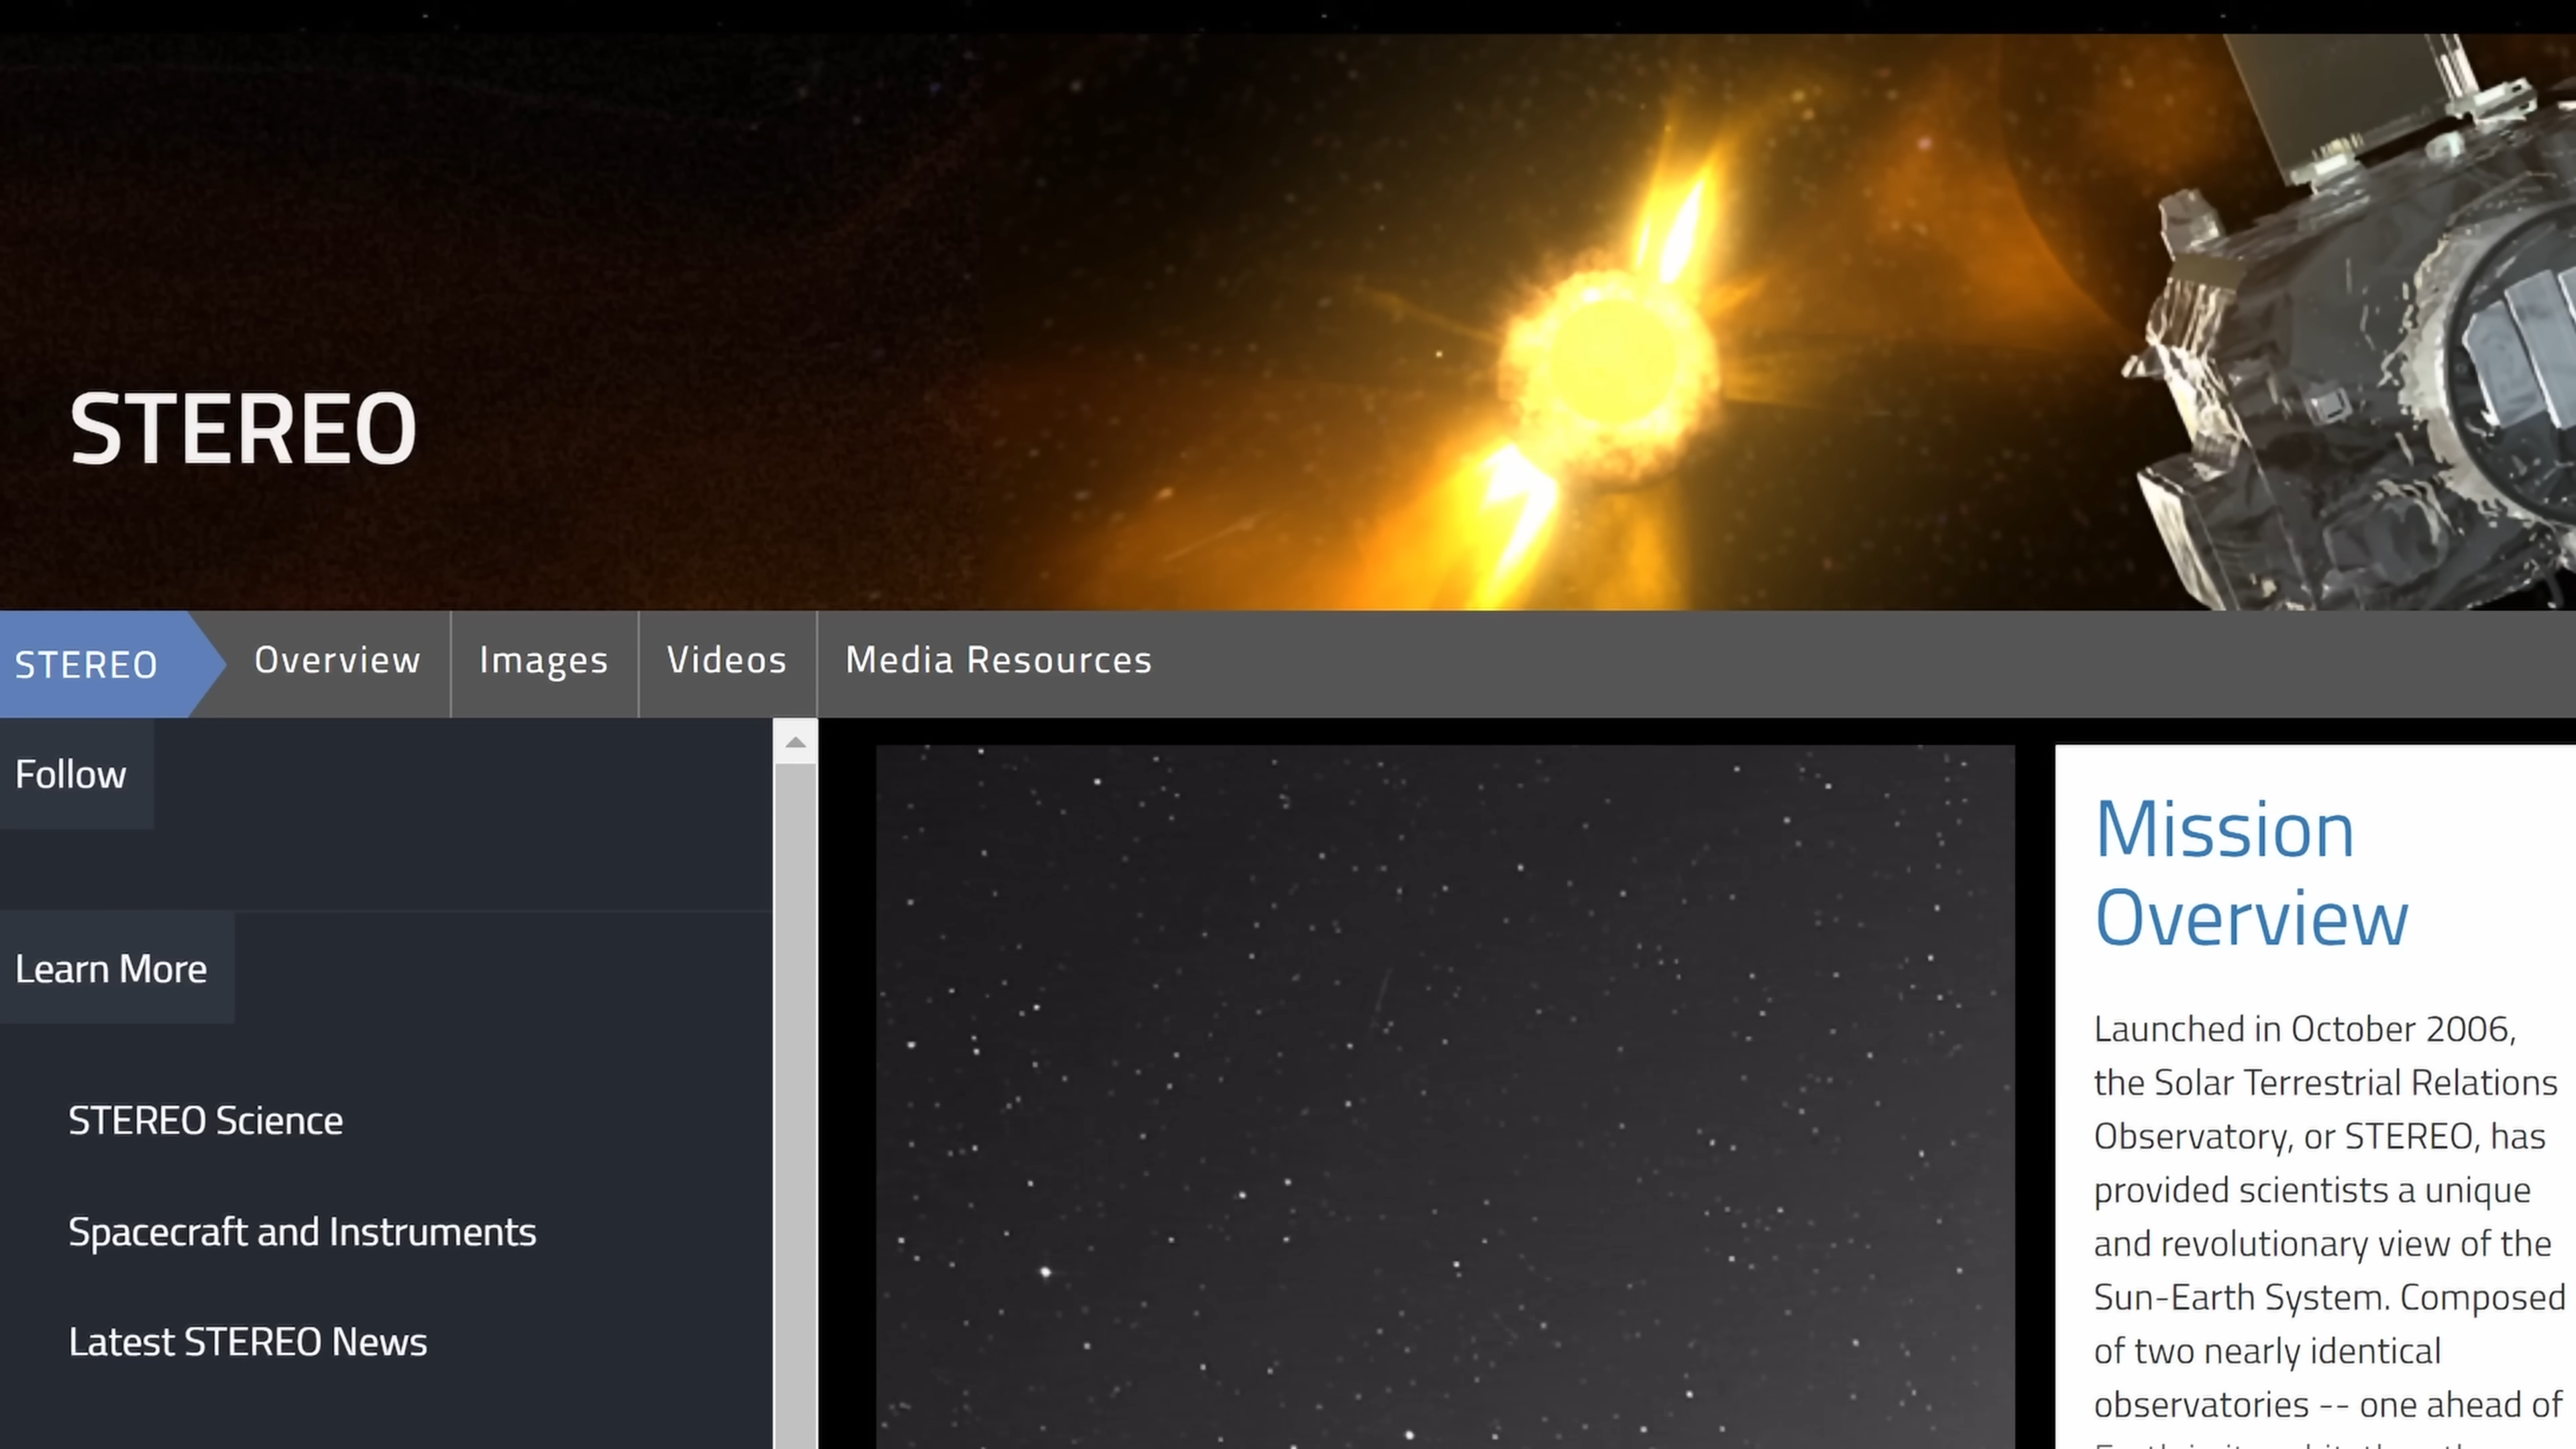 STEREO
STEREO
Overview
Images
Videos
Media Resources
Follow
Learn More
STEREO Science
Spacecraft and Instruments
Latest STEREO News
Mission
Overview
Launched in October 2006,
the Solar Terrestrial Relations
Observatory, or STEREO, has
provided scientists a unique
and revolutionary view of the
Sun-Earth System. Composed
of two nearly identical
observatories -- one ahead of